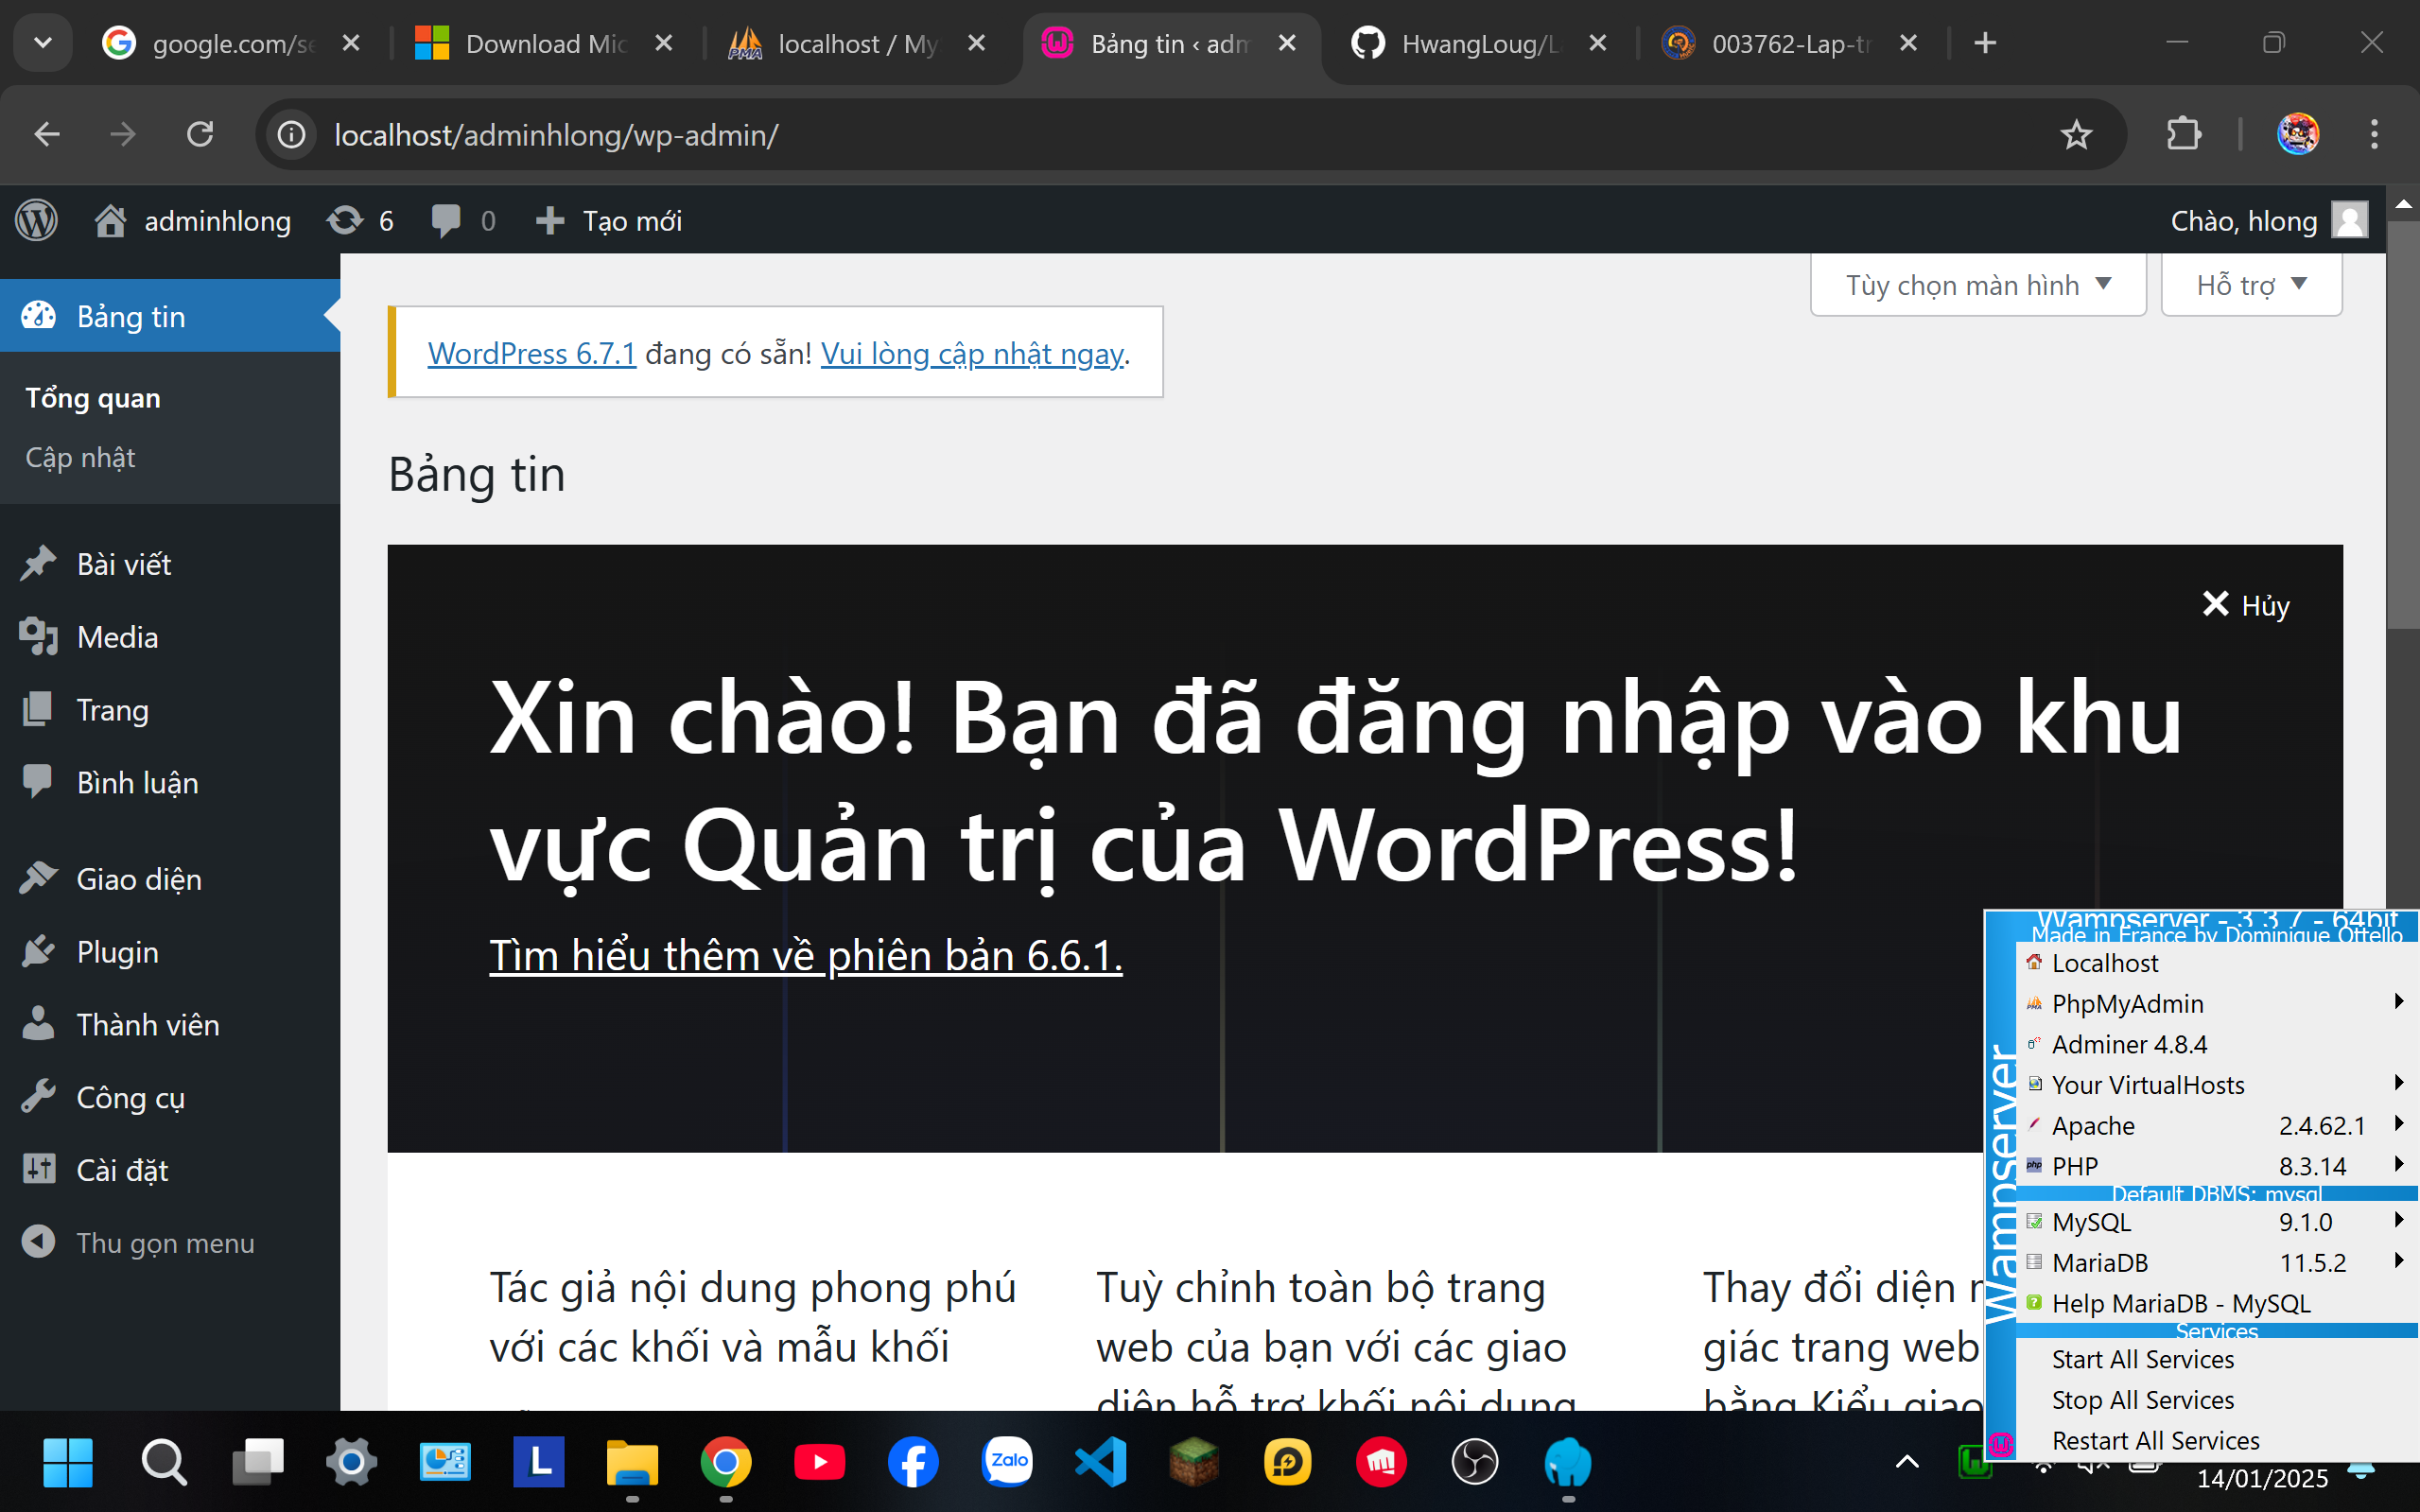 google.com/se
Download Mic
localhost / My
Bảng tin ‹ adm
HwangLoug/La
003762-Lap-tr
localhost/adminhlong/wp-admin/
adminhlong
6
0
Tạo mới
Chào, hlong
Bảng tin
Tổng quan
Cập nhật
Bài viết
Media
Trang
Bình luận
Giao diện
Plugin
Thành viên
Công cụ
Cài đặt
Thu gọn menu
Tùy chọn màn hình
Hỗ trợ
WordPress 6.7.1 đang có sẵn! Vui lòng cập nhật ngay.
Bảng tin
Hủy
Xin chào! Bạn đã đăng nhập vào khu
vực Quản trị của WordPress!
Tìm hiểu thêm về phiên bản 6.6.1.
Tác giả nội dung phong phú
với các khối và mẫu khối
Tuỳ chỉnh toàn bộ trang
web của bạn với các giao
diện hỗ trợ khối nội dung
Thay đổi diện
giác trang web
bằng Kiểu giao
Wampserver
Wampserver - 3.3.7 - 64bit
Made in France by Dominique Ottello
Localhost
PhpMyAdmin
Adminer 4.8.4
Your VirtualHosts
Apache 2.4.62.1
PHP 8.3.14
Default DBMS: mysql
MySQL 9.1.0
MariaDB 11.5.2
Help MariaDB - MySQL
Services
Start All Services
Stop All Services
Restart All Services
L
Zalo
14/01/2025